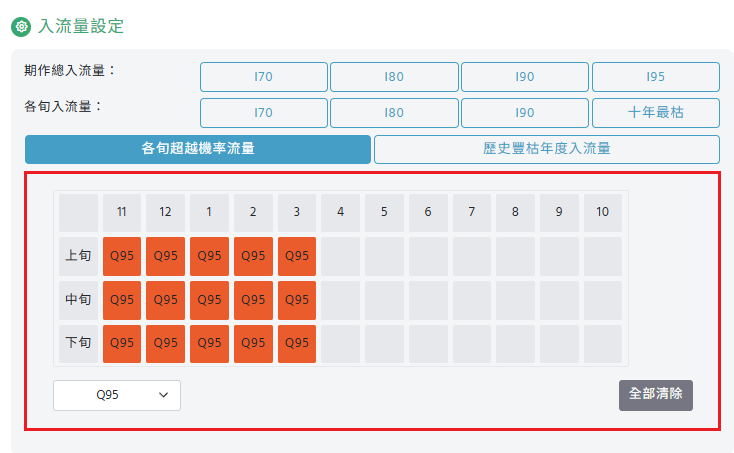 入流量設定
期作總入流量：
I70 I80 I90 I95
各旬入流量：
I70 I80 I90 十年最枯
各旬超越機率流量 歷史豐枯年度入流量
11 12 1 2 3 4 5 6 7 8 9 10
上旬 Q95 Q95 Q95 Q95 Q95
中旬 Q95 Q95 Q95 Q95 Q95
下旬 Q95 Q95 Q95 Q95 Q95
Q95 全部清除